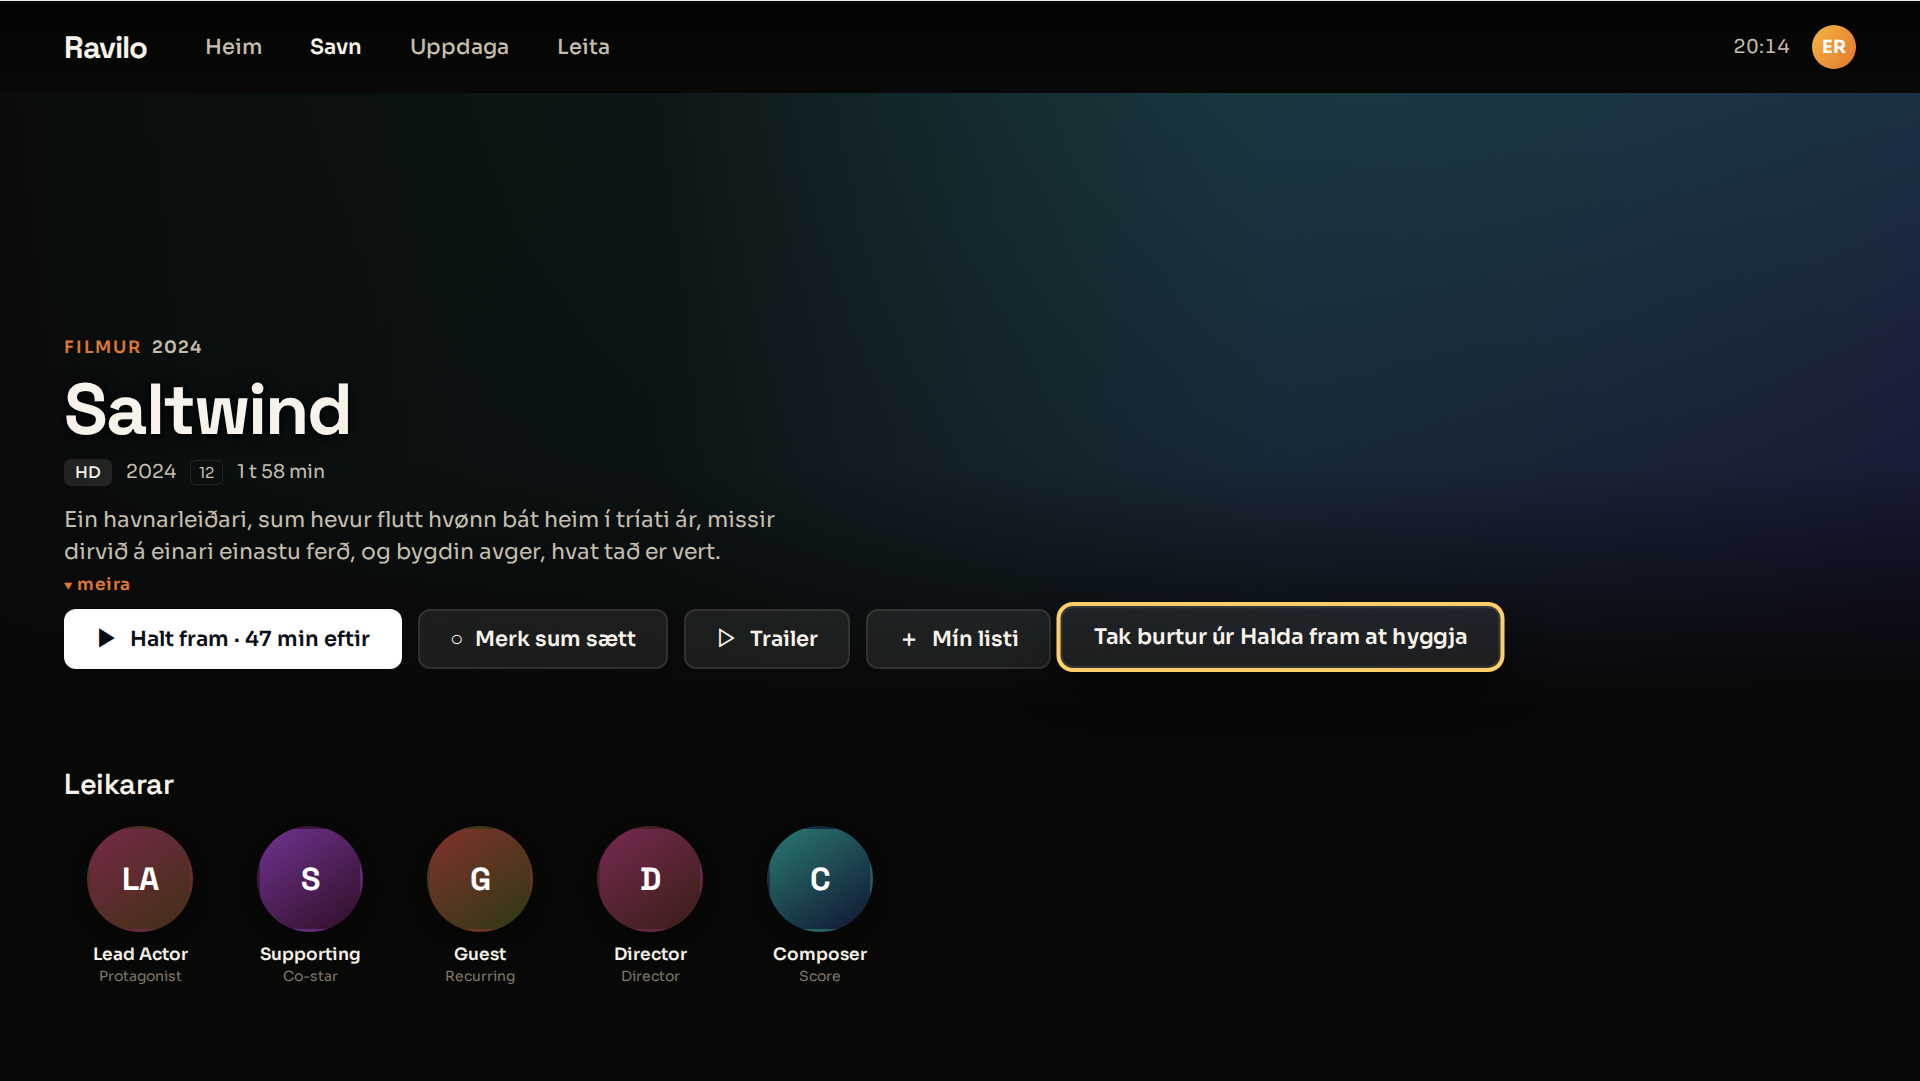 Ravilo Heim Savn Uppdaga Leita 20:14 ER
FILMUR 2024
Saltwind
HD 2024 12 1 t 58 min
Ein havnarleiðari, sum hevur flutt hvønn bát heim í tríati ár, missir
dirvið á einari einastu ferð, og bygdin avger, hvat tað er vert.
▾ meira
▶ Halt fram · 47 min eftir ○ Merk sum sætt ▷ Trailer + Mín listi Tak burtur úr Halda fram at hyggja
Leikarar
LA S G D C
Lead Actor Supporting Guest Director Composer
Protagonist Co-star Recurring Director Score